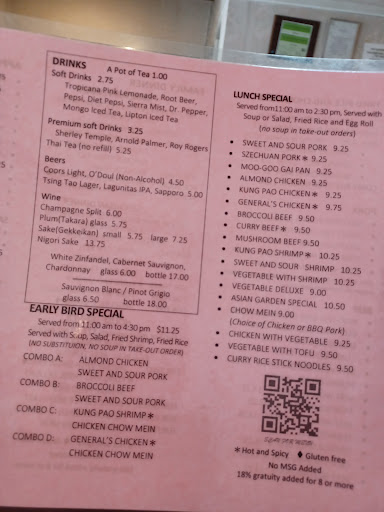 DRINKS A Pot of Tea 1.00
Soft Drinks 2.75
Tropicana Pink Lemonade, Root Beer,
Pepsi, Diet Pepsi, Sierra Mist, Dr. Pepper,
Mongo Iced Tea, Upton Iced Tea
Premium soft Drinks 3.25
Sherley Temple, Arnold Palmer, Roy Rogers
Thai Tea (no refill) 5.25
Beers
Coors Light, O'Doul (Non-Alcohol) 4.50
Tsing Tao Lager, Lagunitas IPA, Sapporo 5.00
Wine
Champagne Split 6.00
Plum(Takara) glass 5.75
Sake(Gekkeikan) small 5.75 large 7.25
Nigori Sake 13.75
White Zinfandel, Cabernet Sauvignon,
Chardonnay glass 6.00 bottle 17.00
Sauvignon Blanc / Pinot Grigio
glass 6.50 bottle 18.00
EARLY BIRD SPECIAL
Served from 11:00 am to 4:30 pm $11.25
Served with Soup, Salad, Fried Shrimp, Fried Rice
(NO SUBSTITUION, NO SOUP IN TAKE-OUT ORDER)
COMBO A: ALMOND CHICKEN
SWEET AND SOUR PORK
COMBO B: BROCCOLI BEEF
SWEET AND SOUR PORK
COMBO C: KUNG PAO SHRIMP*
CHICKEN CHOW MEIN
COMBO D: GENERAL'S CHICKEN*
CHICKEN CHOW MEIN
LUNCH SPECIAL
Served from11:00 am to 2:30 pm, Served with
Soup or Salad, Fried Rice and Egg Roll
(no soup in take-out orders)
• SWEET AND SOUR PORK 9.25
• SZECHUAN PORK* 9.25
• MOO-GOO GAI PAN 9.25
• ALMOND CHICKEN 9.25
• KUNG PAO CHICKEN* 9.25
• GENERAL'S CHICKEN* 9.75
• BROCCOLI BEEF 9.50
• CURRY BEEF* 9.50
• MUSHROOM BEEF 9.50
• KUNG PAO SHRIMP* 10.25
• SWEET AND SOUR SHRIMP 10.25
• VEGETABLE WITH SHRIMP 10.25
• VEGETABLE DELUXE 9.00
• ASIAN GARDEN SPECIAL 10.50
• CHOW MEIN 9.00
(Choice of Chicken or BBQ Pork)
• CHICKEN WITH VEGETABLE 9.25
• VEGETABLE WITH TOFU 9.50
• CURRY RICE STICK NOODLES 9.50
* Hot and Spicy ♦ Gluten free
No MSG Added
18% gratuity added for 8 or more